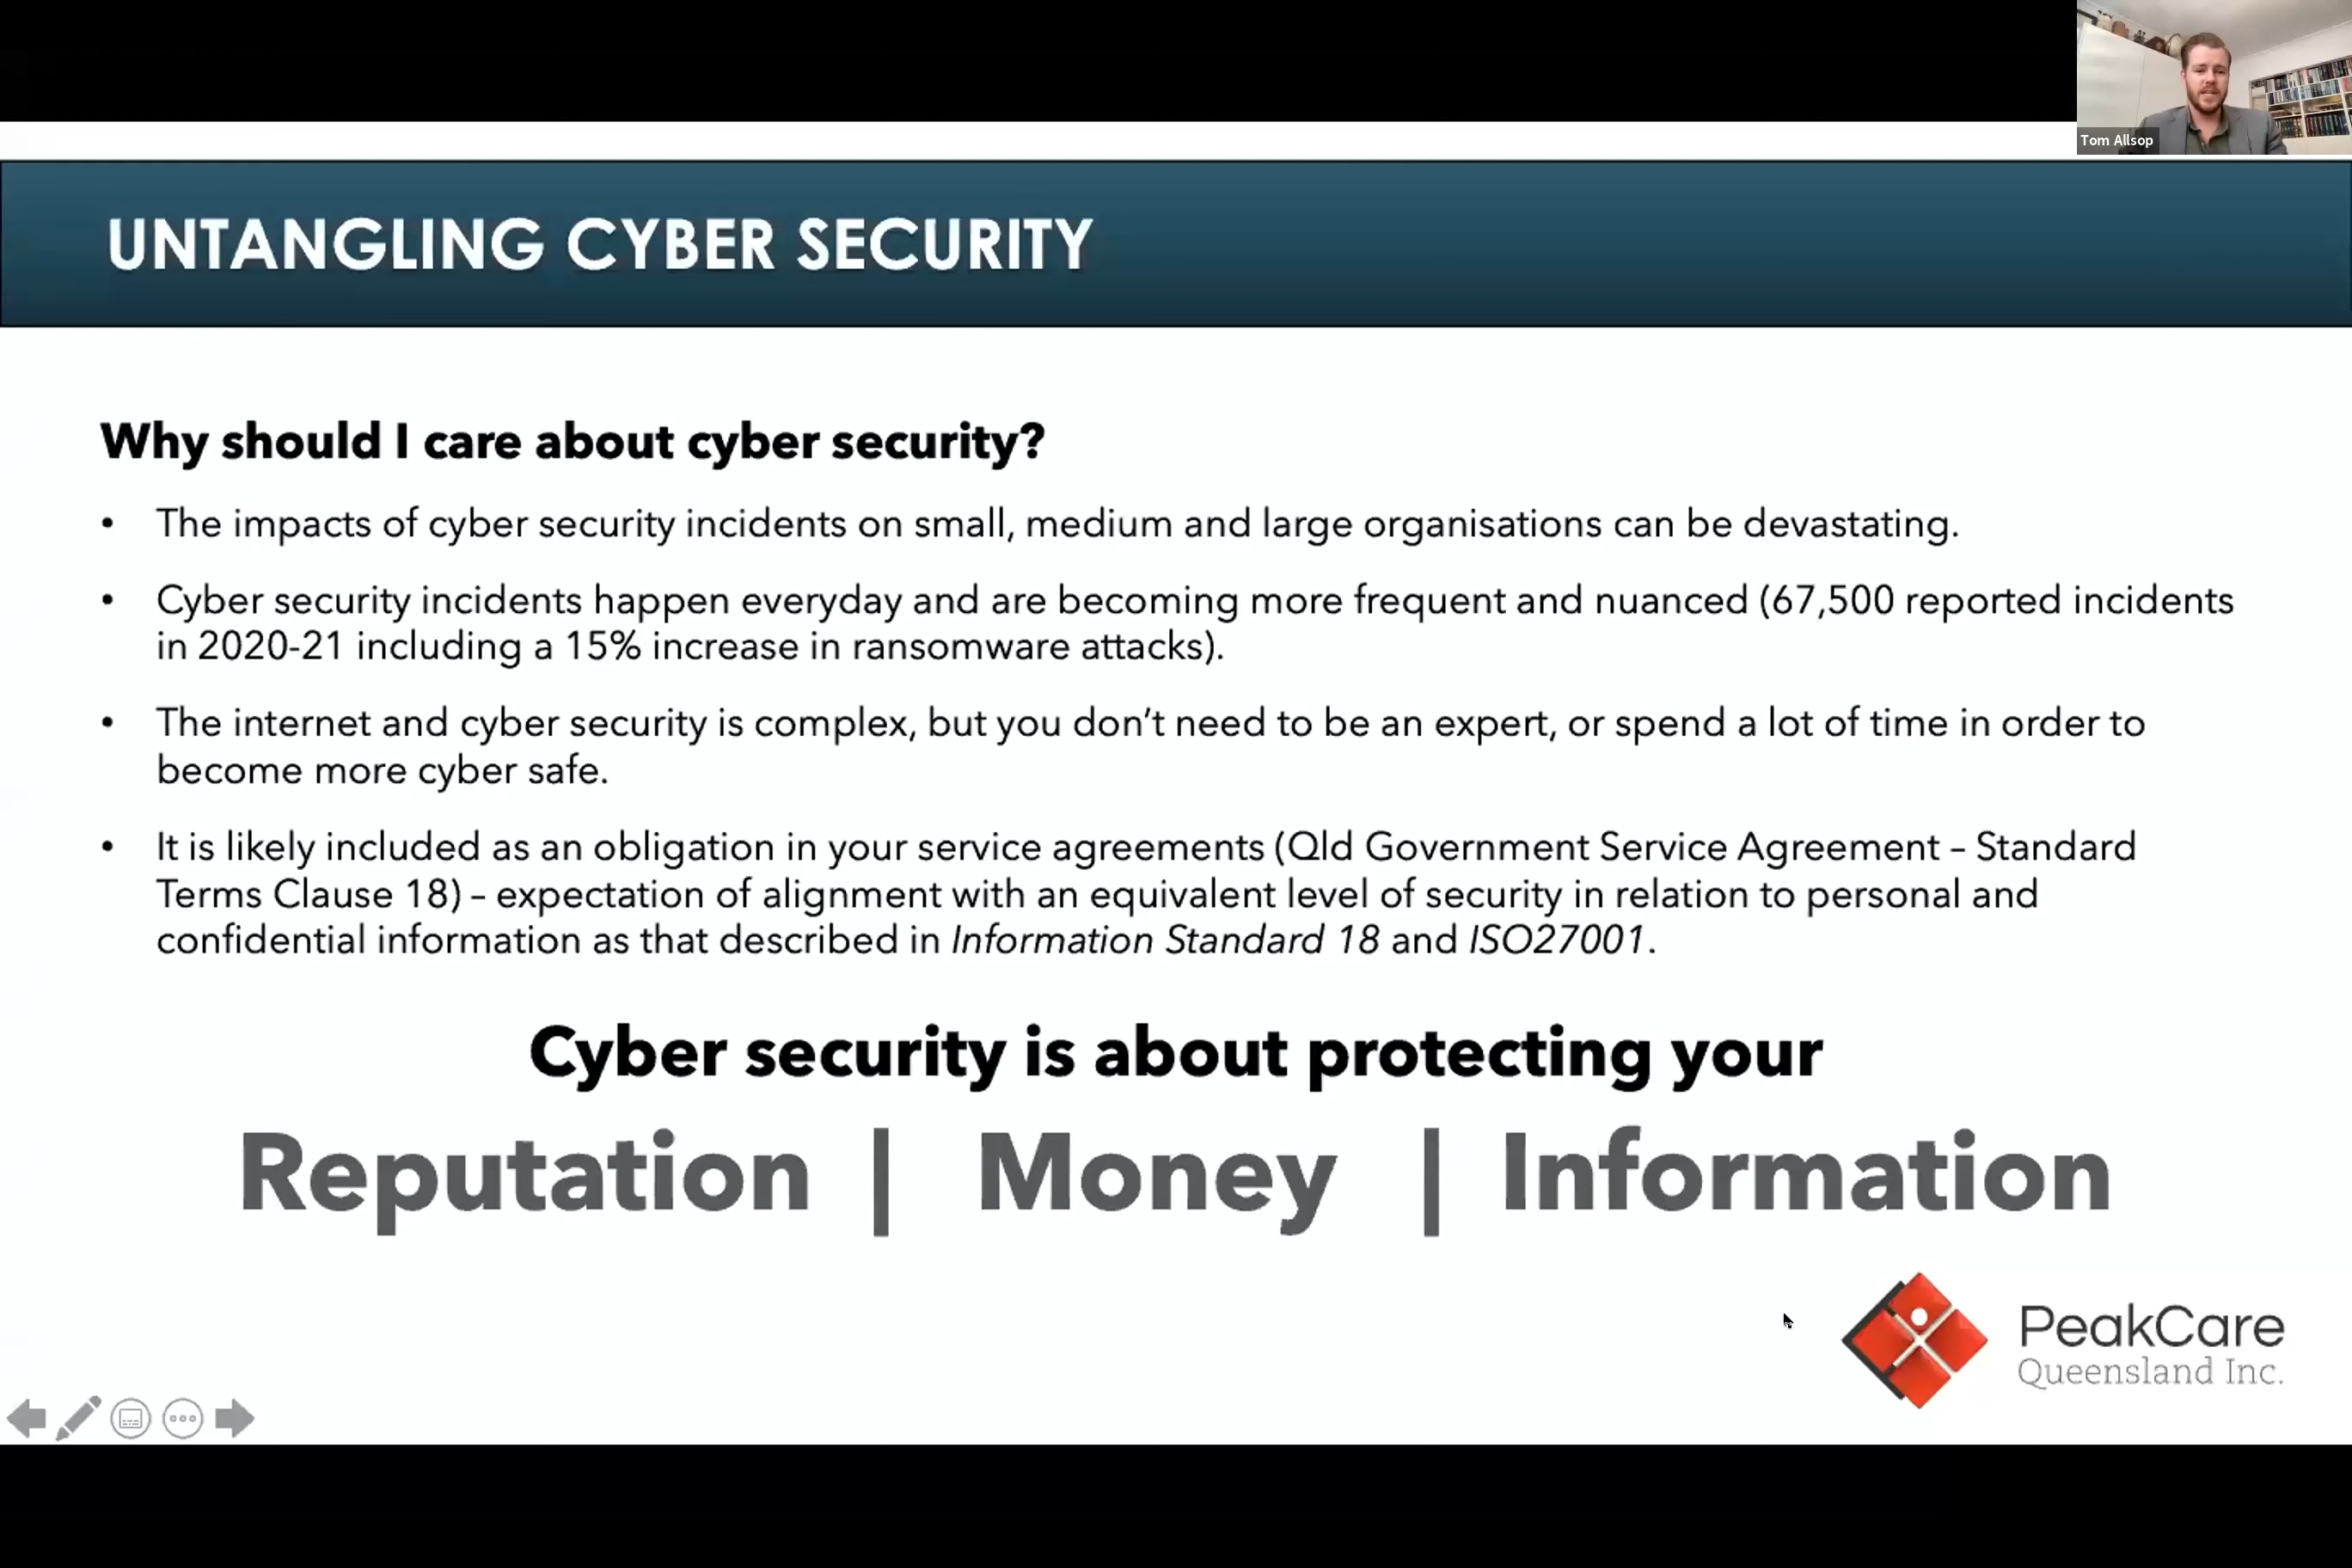 Tom Allsop
UNTANGLING CYBER SECURITY
Why should I care about cyber security?
• The impacts of cyber security incidents on small, medium and large organisations can be devastating.
• Cyber security incidents happen everyday and are becoming more frequent and nuanced (67,500 reported incidents
in 2020-21 including a 15% increase in ransomware attacks).
• The internet and cyber security is complex, but you don’t need to be an expert, or spend a lot of time in order to
become more cyber safe.
• It is likely included as an obligation in your service agreements (Qld Government Service Agreement – Standard
Terms Clause 18) – expectation of alignment with an equivalent level of security in relation to personal and
confidential information as that described in Information Standard 18 and ISO27001.
Cyber security is about protecting your
Reputation | Money | Information
PeakCare
Queensland Inc.